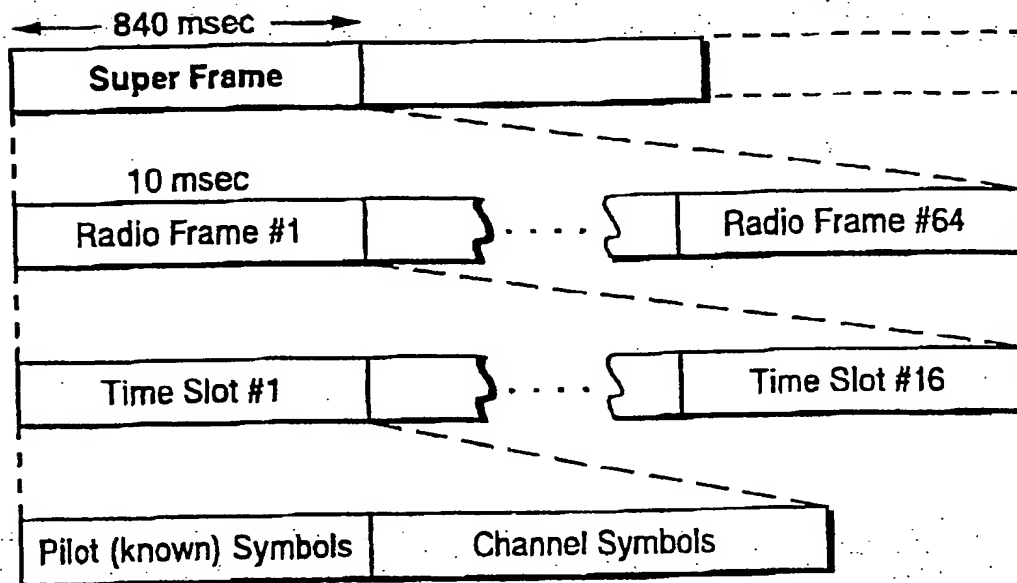 840 msec
Super Frame
10 msec
Radio Frame #1 . . . . . Radio Frame #64
Time Slot #1 . . . . . Time Slot #16
Pilot (known) Symbols Channel Symbols